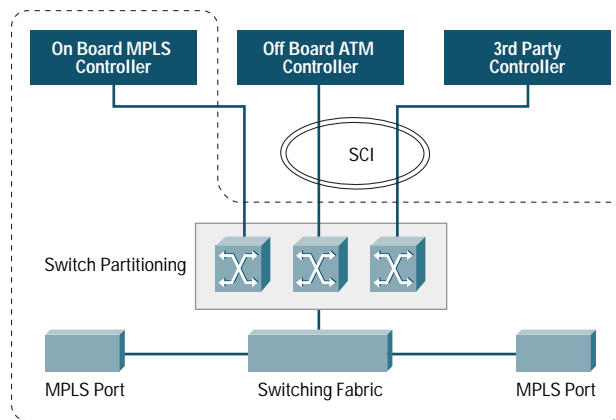 On Board MPLS
Controller
Off Board ATM
Controller
3rd Party
Controller
SCI
Switch Partitioning
MPLS Port
Switching Fabric
MPLS Port